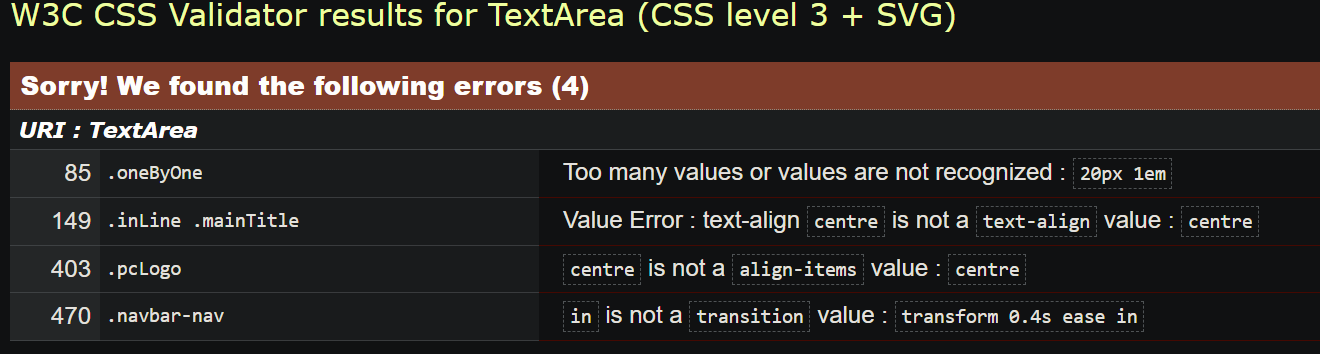 W3C CSS Validator results for TextArea (CSS level 3 + SVG)
Sorry! We found the following errors (4)
URI : TextArea
85 .oneByOne Too many values or values are not recognized : 20px 1em
149 .inLine .mainTitle Value Error : text-align centre is not a text-align value : centre
403 .pcLogo centre is not a align-items value : centre
470 .navbar-nav in is not a transition value : transform 0.4s ease in